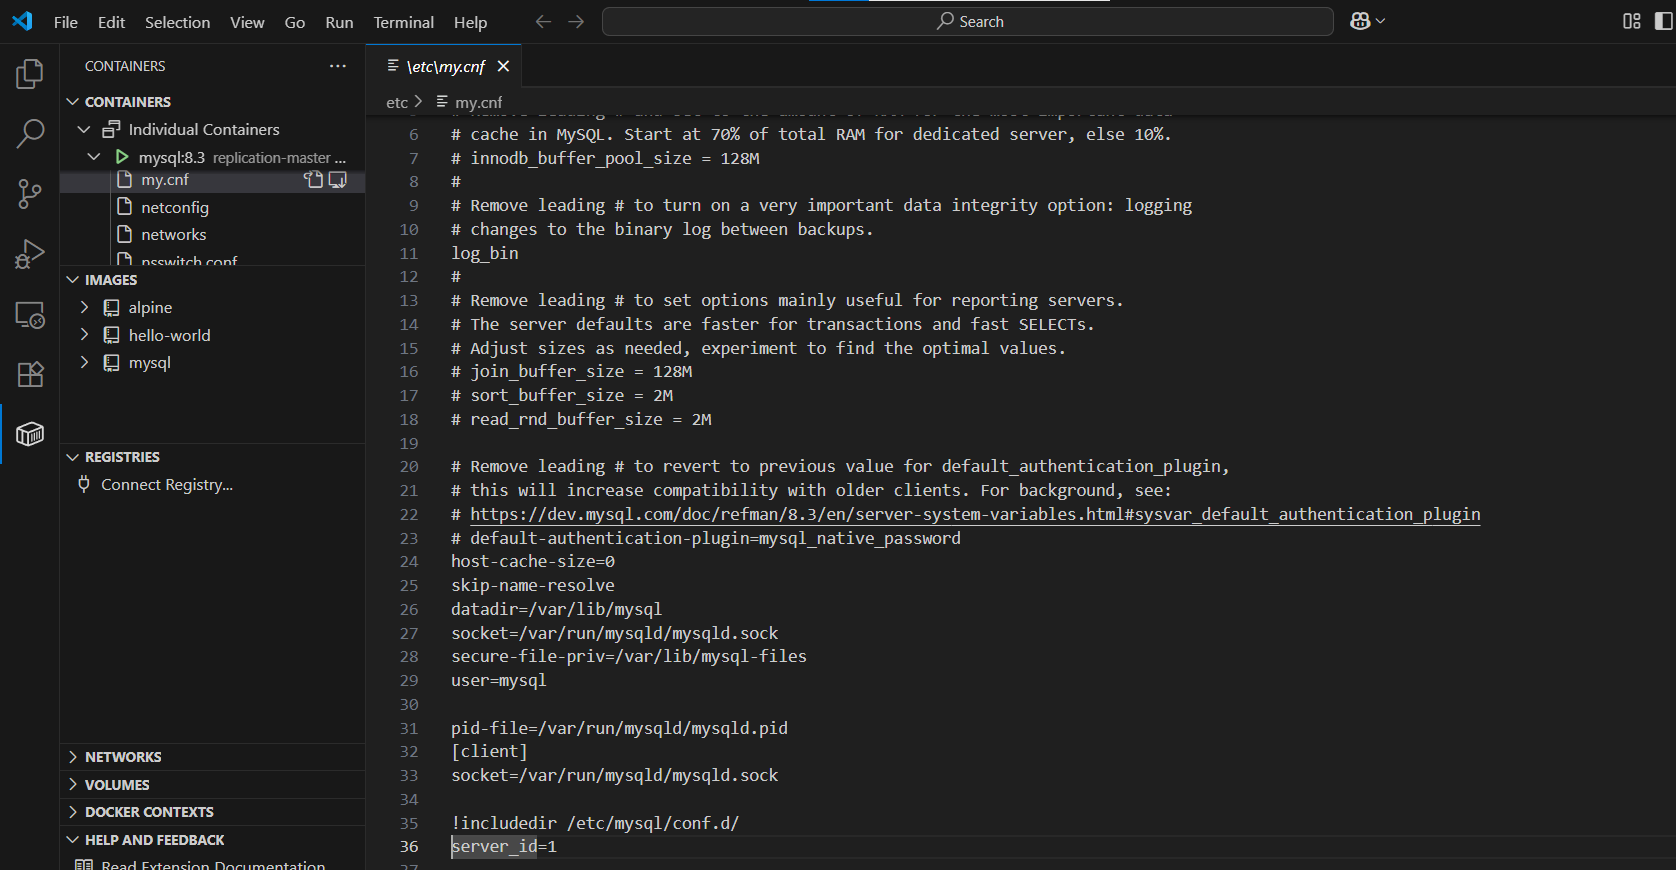 File Edit Selection View Go Run Terminal Help
Search
CONTAINERS
CONTAINERS
Individual Containers
mysql:8.3 replication-master ...
my.cnf
netconfig
networks
nsswitch.conf
IMAGES
alpine
hello-world
mysql
REGISTRIES
Connect Registry...
NETWORKS
VOLUMES
DOCKER CONTEXTS
HELP AND FEEDBACK
Read Extension Documentation
\etc\my.cnf
etc > my.cnf
6 # cache in MySQL. Start at 70% of total RAM for dedicated server, else 10%.
7 # innodb_buffer_pool_size = 128M
8 #
9 # Remove leading # to turn on a very important data integrity option: logging
10 # changes to the binary log between backups.
11 log_bin
12 #
13 # Remove leading # to set options mainly useful for reporting servers.
14 # The server defaults are faster for transactions and fast SELECTs.
15 # Adjust sizes as needed, experiment to find the optimal values.
16 # join_buffer_size = 128M
17 # sort_buffer_size = 2M
18 # read_rnd_buffer_size = 2M
19
20 # Remove leading # to revert to previous value for default_authentication_plugin,
21 # this will increase compatibility with older clients. For background, see:
22 # https://dev.mysql.com/doc/refman/8.3/en/server-system-variables.html#sysvar_default_authentication_plugin
23 # default-authentication-plugin=mysql_native_password
24 host-cache-size=0
25 skip-name-resolve
26 datadir=/var/lib/mysql
27 socket=/var/run/mysqld/mysqld.sock
28 secure-file-priv=/var/lib/mysql-files
29 user=mysql
30
31 pid-file=/var/run/mysqld/mysqld.pid
32 [client]
33 socket=/var/run/mysqld/mysqld.sock
34
35 !includedir /etc/mysql/conf.d/
36 server_id=1
37